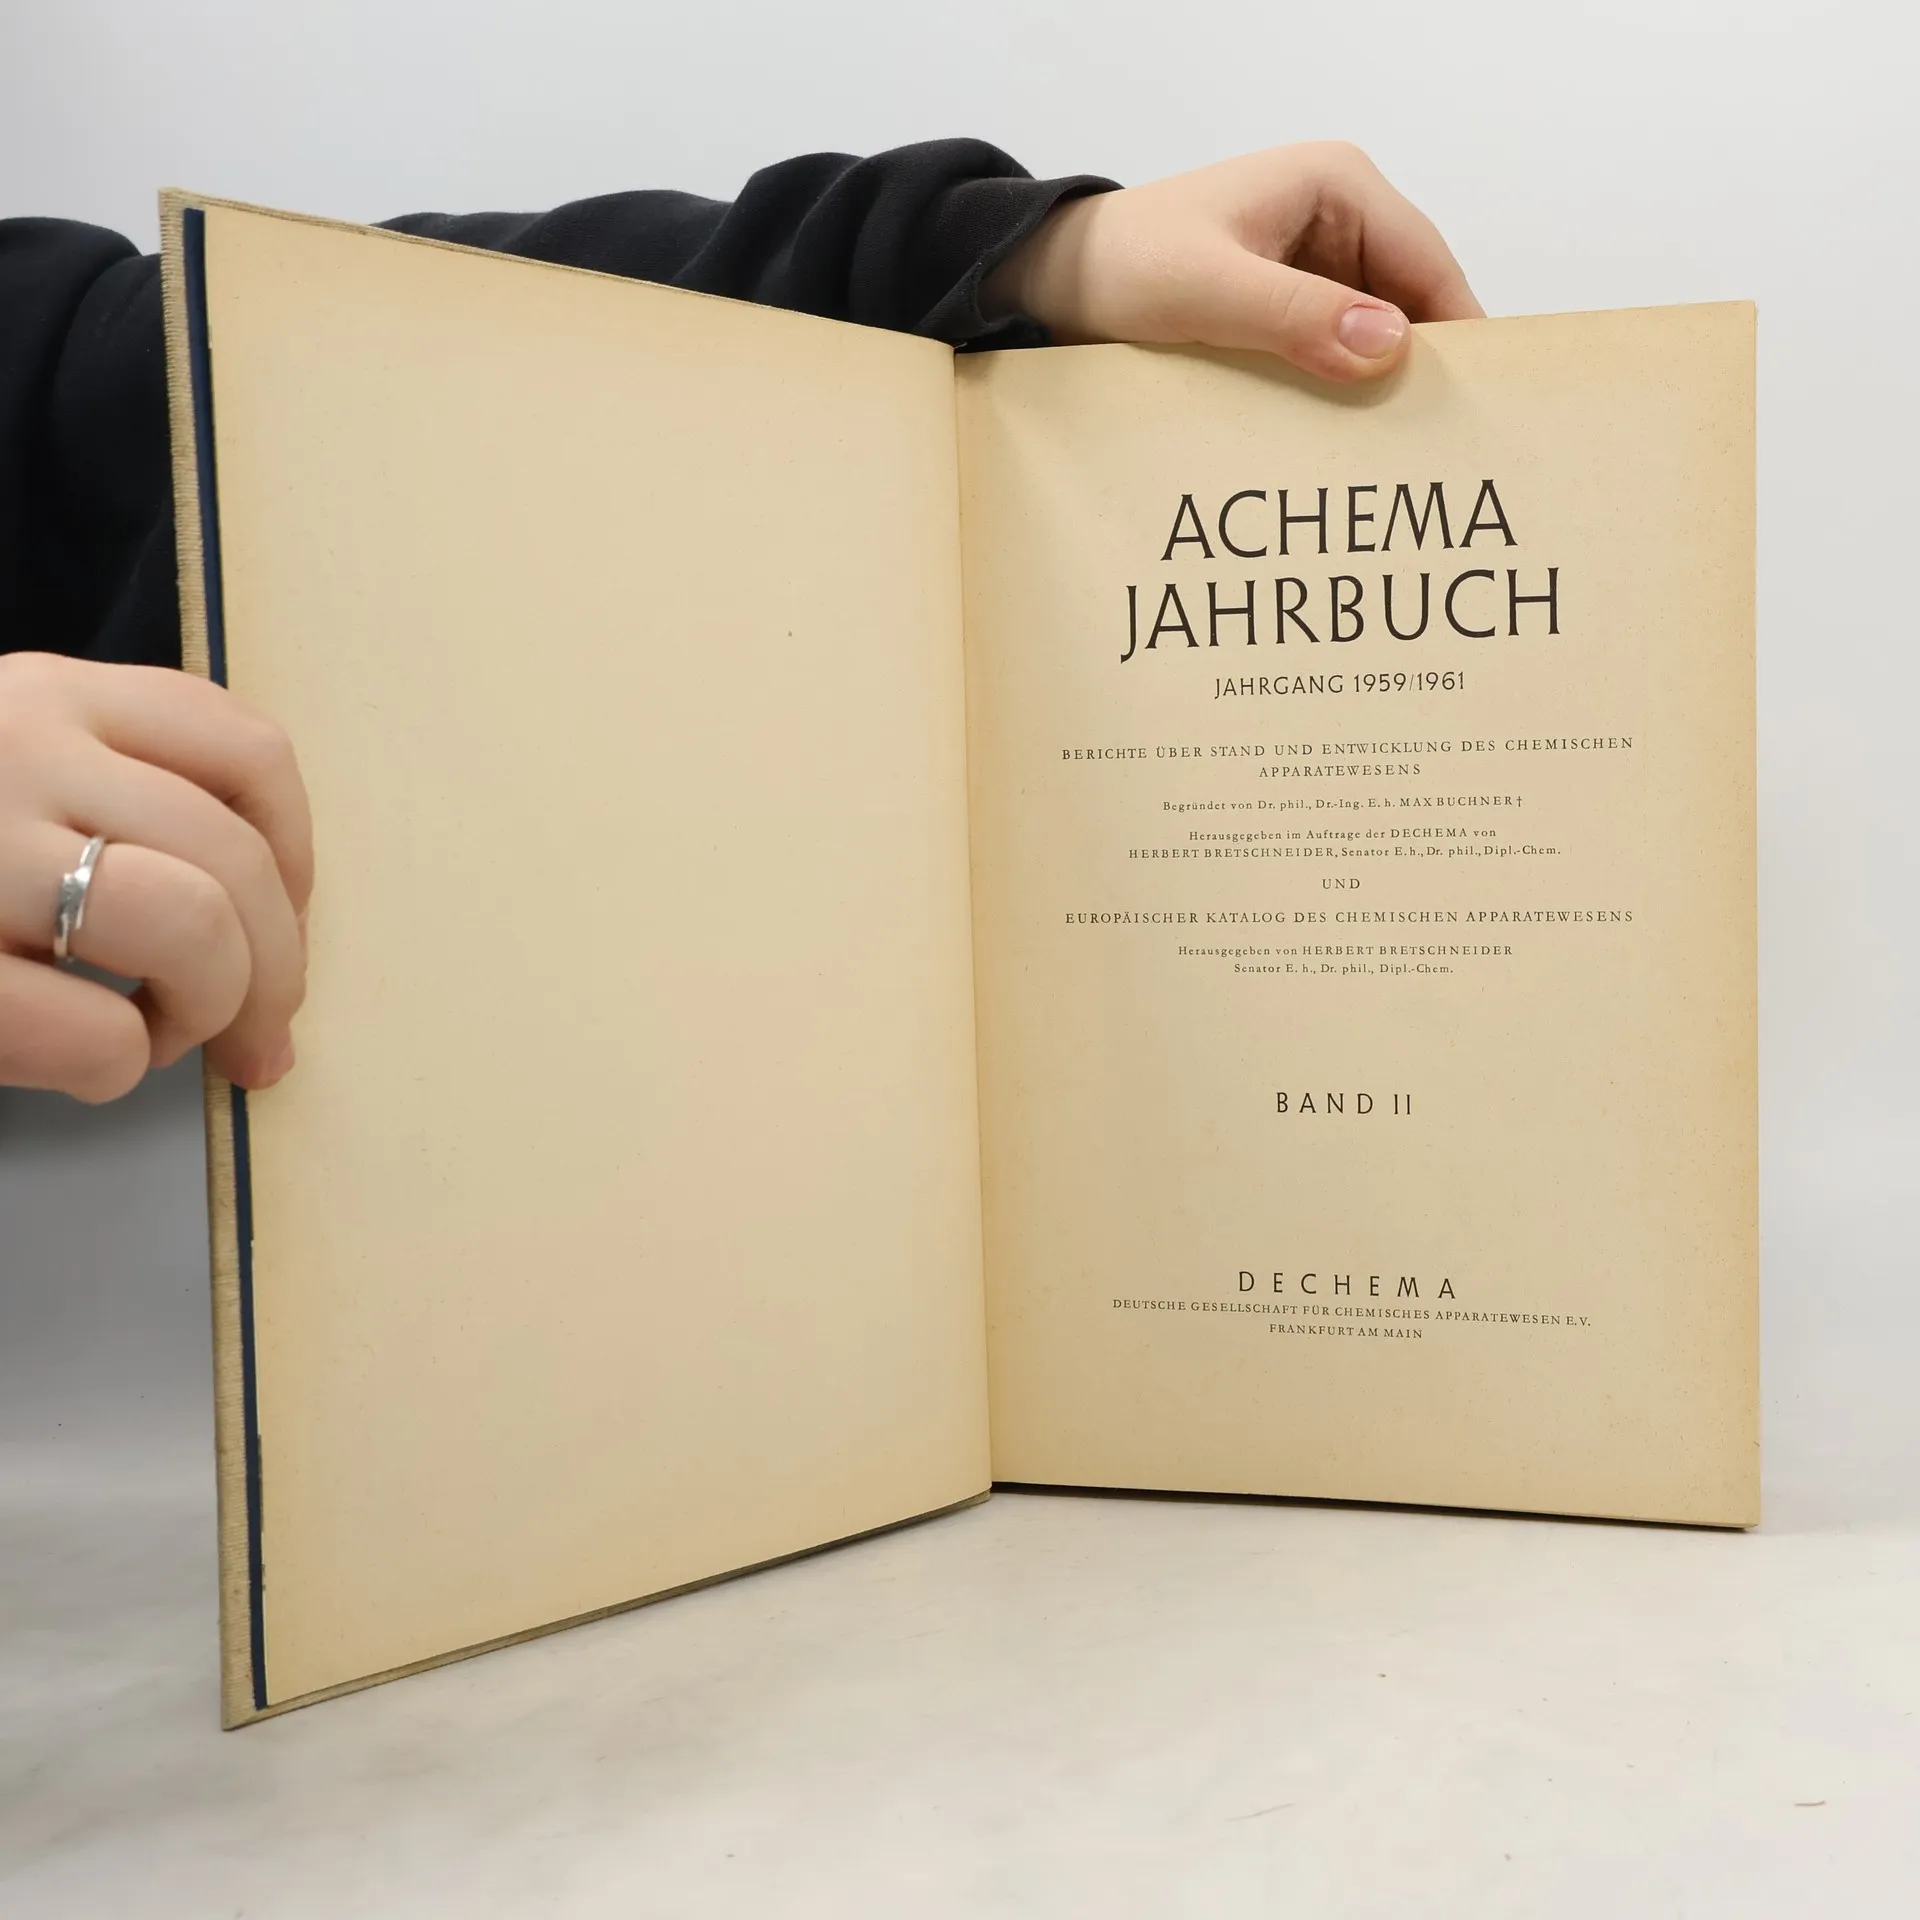 ACHEMA
JAHRBUCH
JAHRGANG 1959/1961
BERICHTE ÜBER STAND UND ENTWICKLUNG DES CHEMISCHEN
APPARATEWESENS
Begründet von Dr. phil., Dr.-Ing. E. h. MAX BUCHNER †
Herausgegeben im Auftrage der DECHEMA von
HERBERT BRETSCHNEIDER, Senator E. h., Dr. phil., Dipl.-Chem.
UND
EUROPÄISCHER KATALOG DES CHEMISCHEN APPARATEWESENS
Herausgegeben von HERBERT BRETSCHNEIDER
Senator E. h., Dr. phil., Dipl.-Chem.
BAND II
DECHEMA
DEUTSCHE GESELLSCHAFT FÜR CHEMISCHES APPARATEWESEN E.V.
FRANKFURT AM MAIN